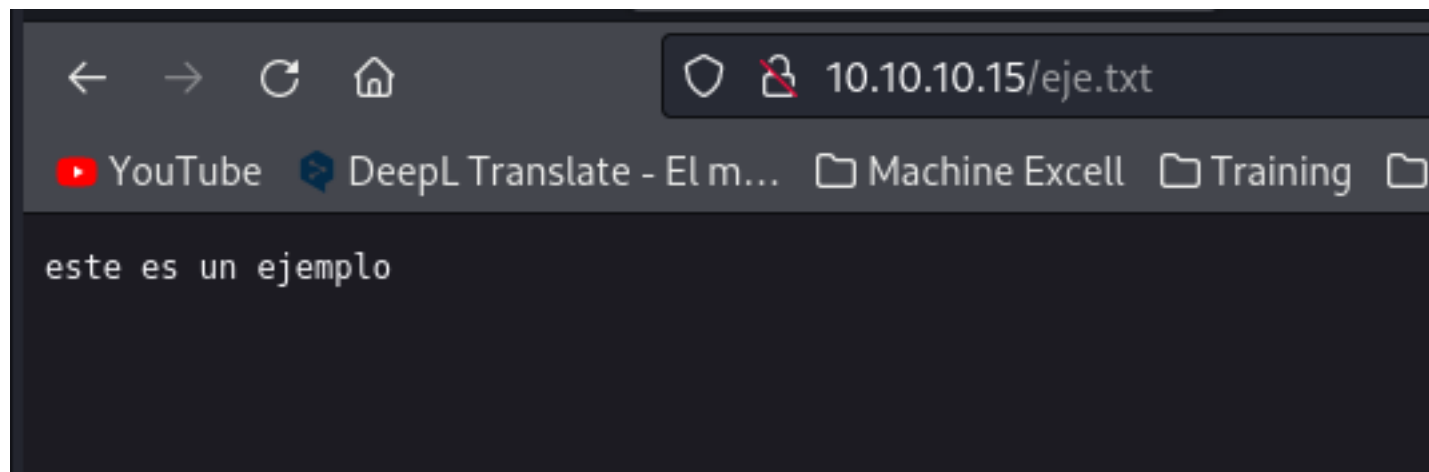 10.10.10.15/eje.txt
YouTube DeepL Translate - El m... Machine Excell Training
este es un ejemplo